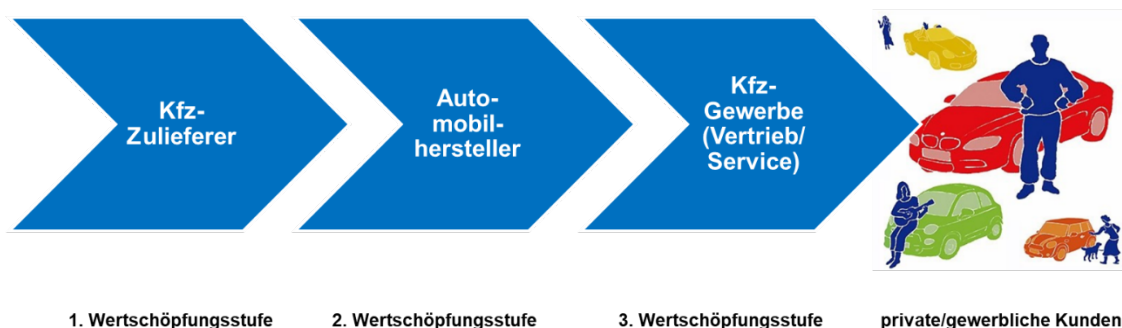 Kfz-
Zulieferer
Auto-
mobil-
hersteller
Kfz-
Gewerbe
(Vertrieb/
Service)
1. Wertschöpfungsstufe
2. Wertschöpfungsstufe
3. Wertschöpfungsstufe
private/gewerbliche Kunden